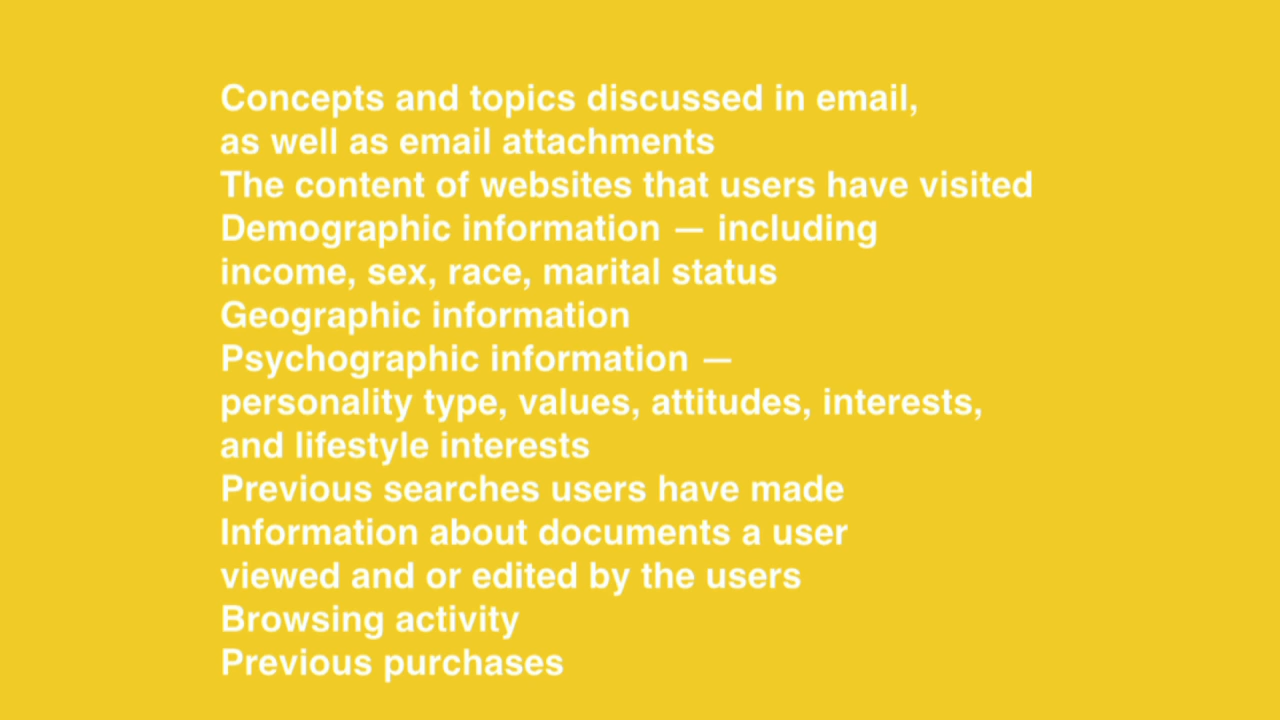 Concepts and topics discussed in email,
as well as email attachments
The content of websites that users have visited
Demographic information — including
income, sex, race, marital status
Geographic information
Psychographic information —
personality type, values, attitudes, interests,
and lifestyle interests
Previous searches users have made
Information about documents a user
viewed and or edited by the users
Browsing activity
Previous purchases